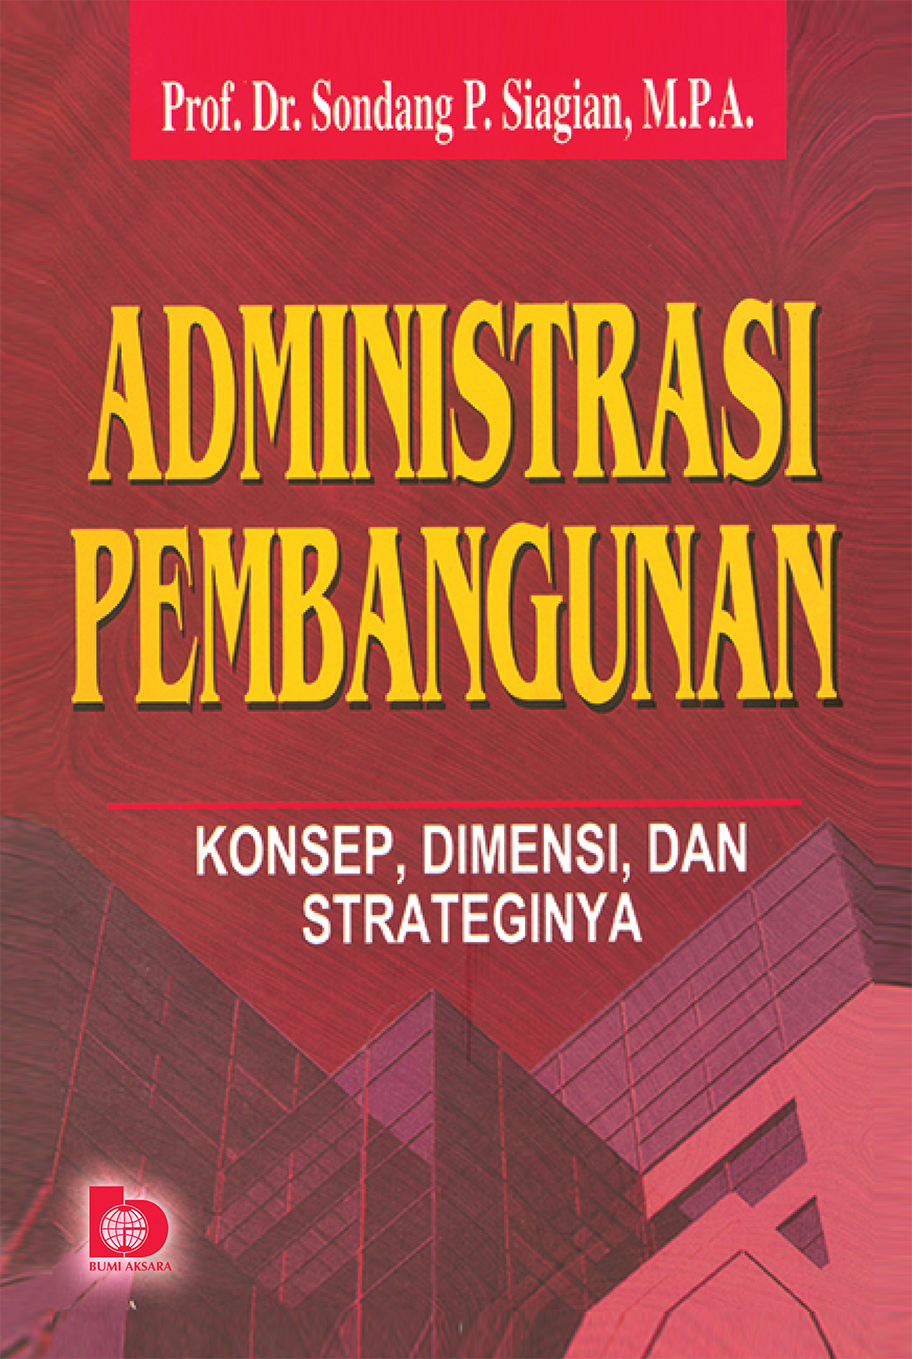 Prof. Dr. Sondang P. Siagian, M.P.A.
ADMINISTRASI
PEMBANGUNAN
KONSEP, DIMENSI, DAN
STRATEGINYA
BUMI AKSARA